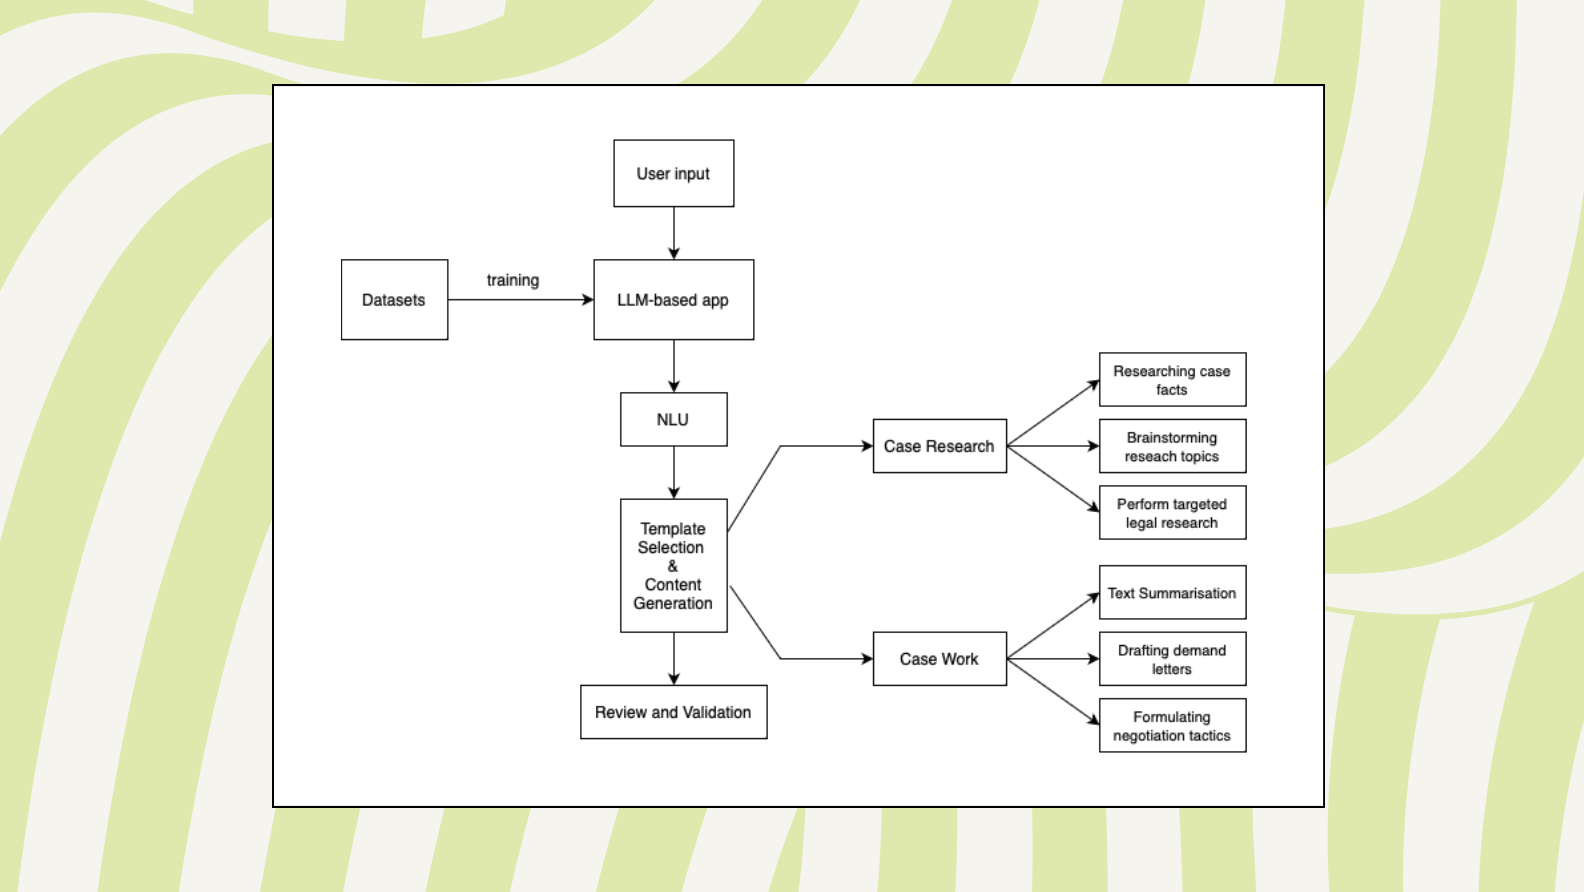 User input
Datasets
training
LLM-based app
NLU
Template
Selection
&
Content
Generation
Review and Validation
Case Research
Researching case
facts
Brainstorming
reseach topics
Perform targeted
legal research
Case Work
Text Summarisation
Drafting demand
letters
Formulating
negotiation tactics